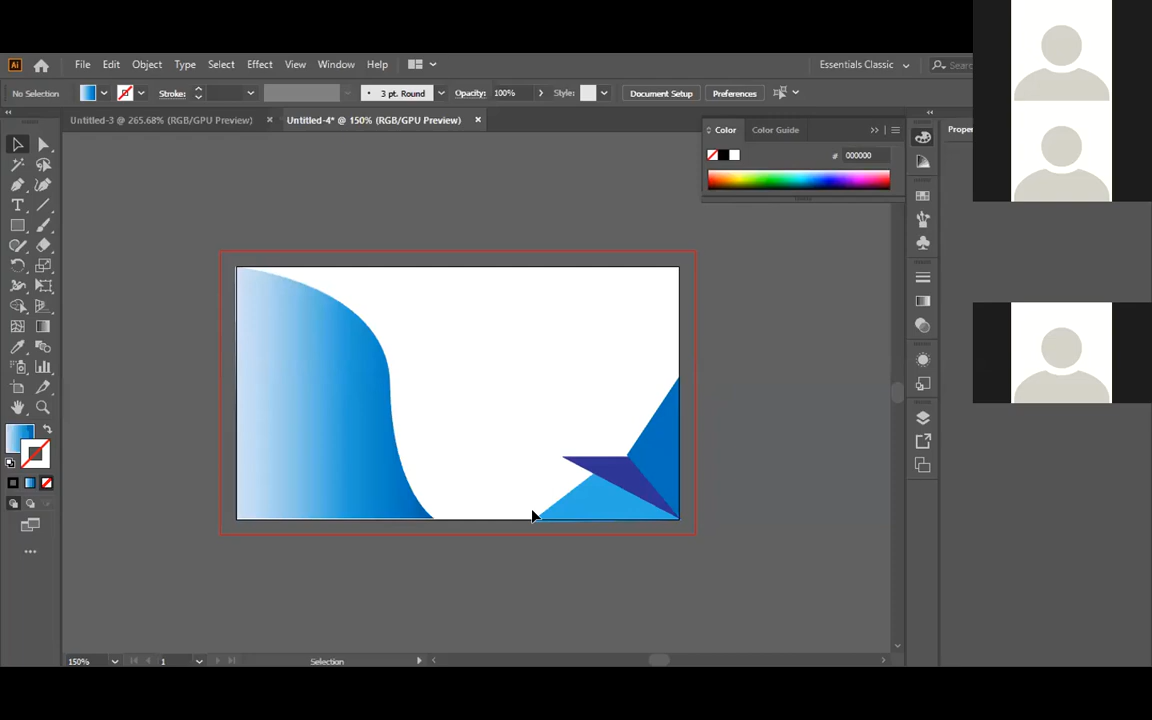 Ai File Edit Object Type Select Effect View Window Help Essentials Classic Searc
No Selection Stroke: 3 pt. Round Opacity: 100% Style: Document Setup Preferences
Untitled-3 @ 265.68% (RGB/GPU Preview) × Untitled-4* @ 150% (RGB/GPU Preview) ×
Color Color Guide Proper
# 000000
150% 1 Selection